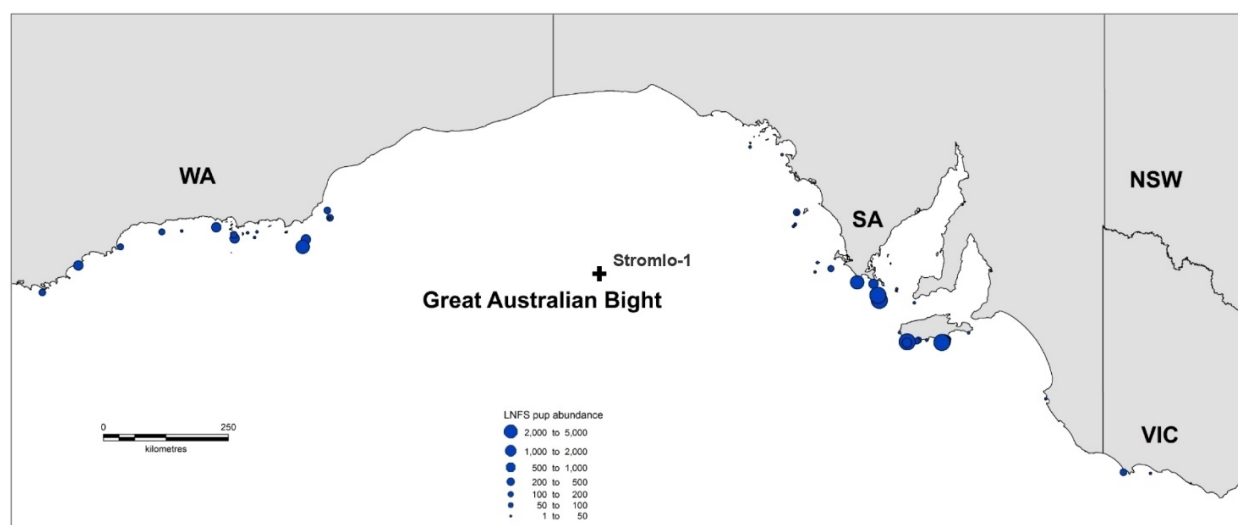 WA
NSW
SA
Stromlo-1
Great Australian Bight
LNFS pup abundance
0 250
kilometres
2,000 to 5,000
1,000 to 2,000
500 to 1,000
200 to 500
100 to 200
50 to 100
1 to 50
VIC